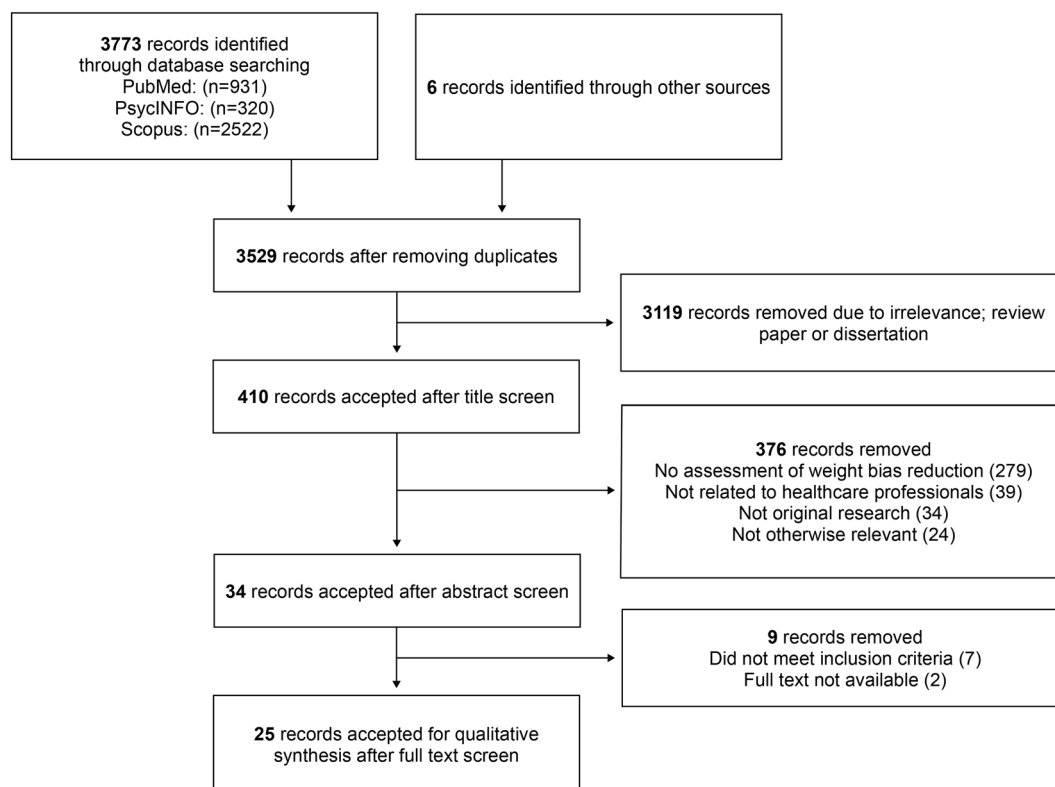 3773 records identified
through database searching
PubMed: (n=931)
PsycINFO: (n=320)
Scopus: (n=2522)
6 records identified through other sources
3529 records after removing duplicates
3119 records removed due to irrelevance; review
paper or dissertation
410 records accepted after title screen
376 records removed
No assessment of weight bias reduction (279)
Not related to healthcare professionals (39)
Not original research (34)
Not otherwise relevant (24)
34 records accepted after abstract screen
9 records removed
Did not meet inclusion criteria (7)
Full text not available (2)
25 records accepted for qualitative
synthesis after full text screen